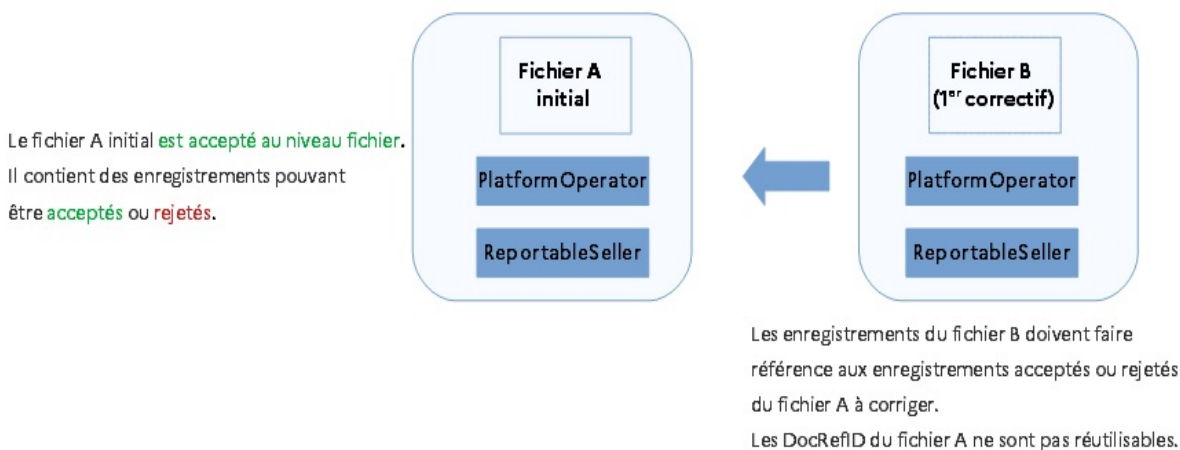 Fichier A
initial
Fichier B
(1er correctif)
Le fichier A initial est accepté au niveau fichier.
Il contient des enregistrements pouvant
être acceptés ou rejetés.
PlatformOperator
ReportableSeller
PlatformOperator
ReportableSeller
Les enregistrements du fichier B doivent faire
référence aux enregistrements acceptés ou rejetés
du fichier A à corriger.
Les DocRefID du fichier A ne sont pas réutilisables.